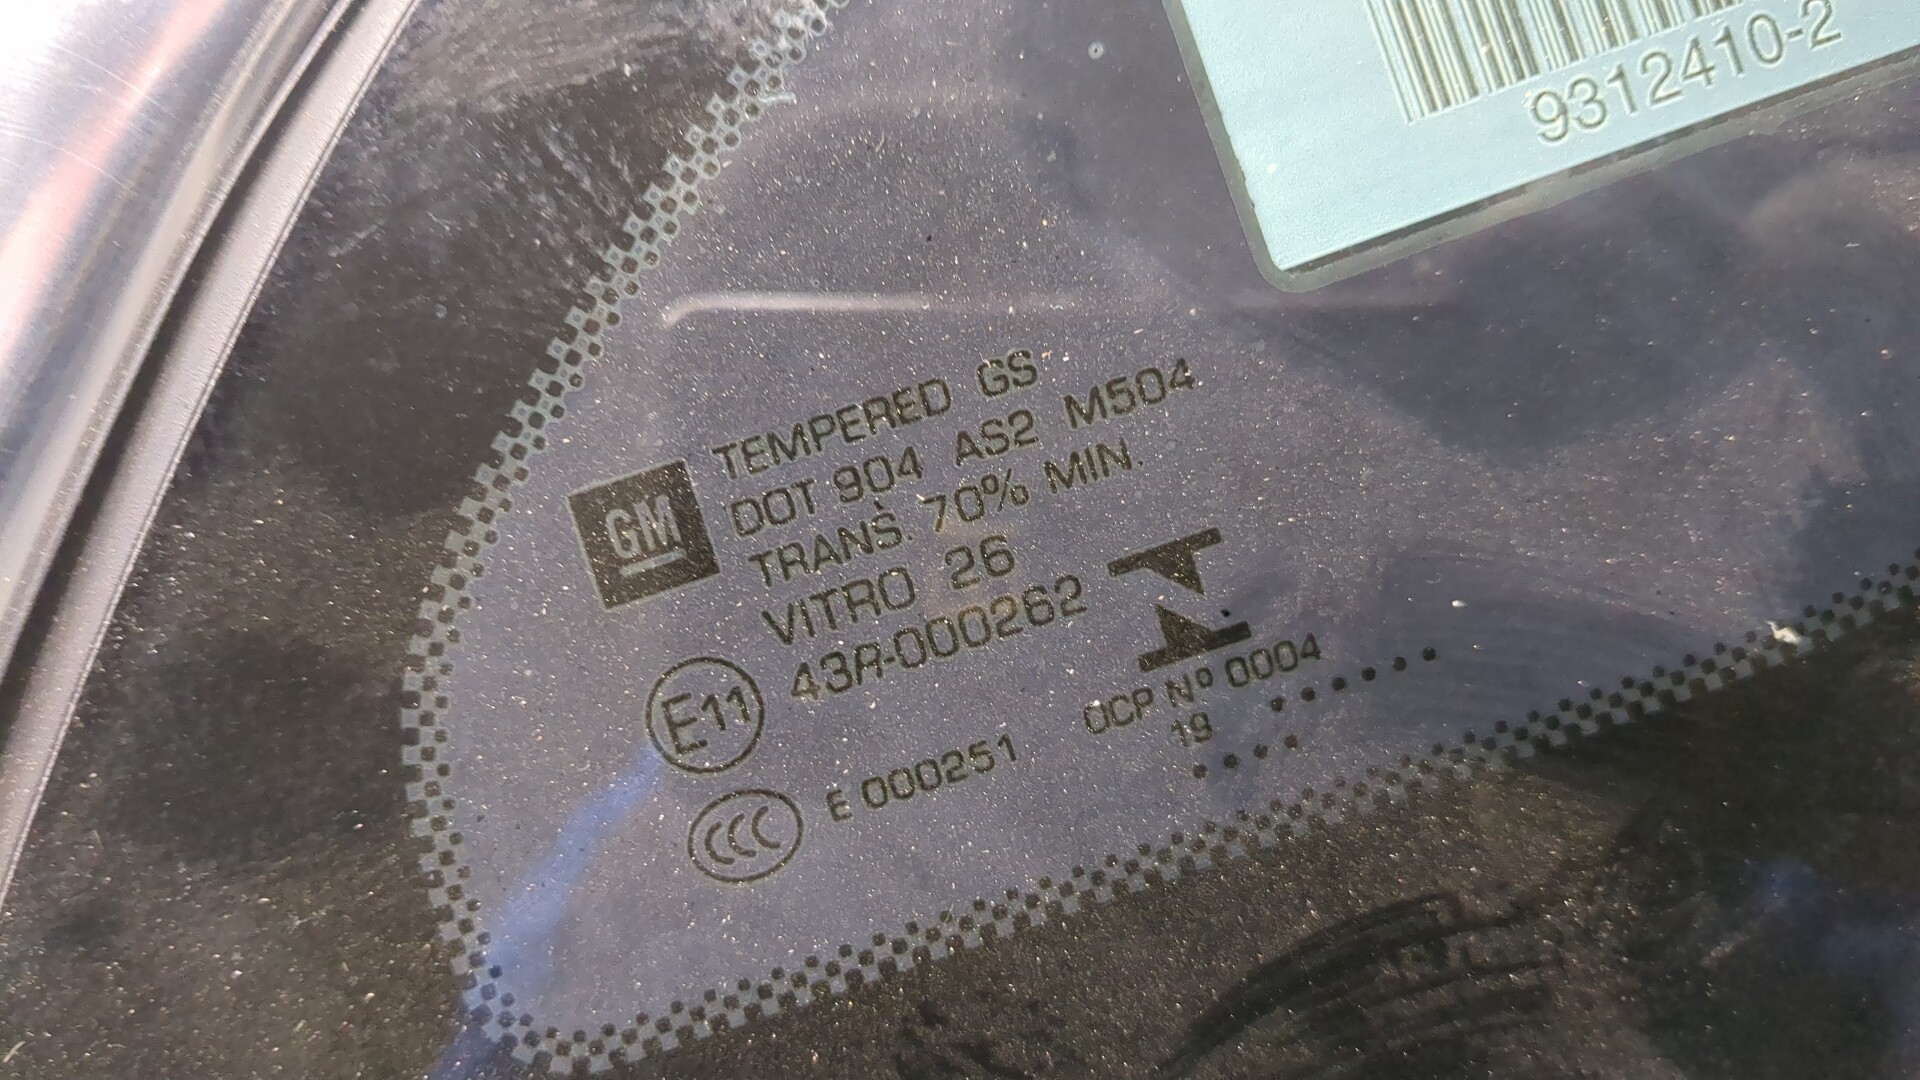 9312410-2
GM
TEMPERED GS
DOT 904 AS2 M504
TRANS. 70% MIN.
VITRO 26
E11 43R-000262
CCC E 000251
OCP Nº 0004
19